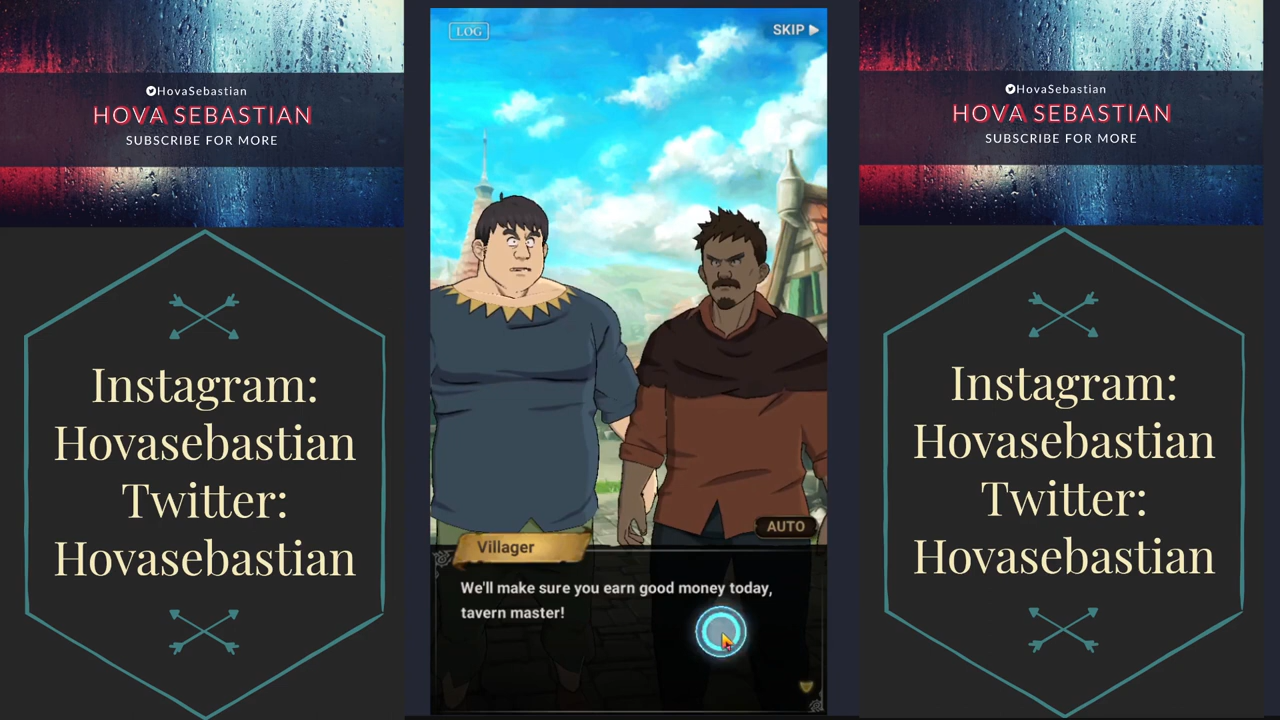 HovaSebastian
HOVA SEBASTIAN
SUBSCRIBE FOR MORE
Instagram:
Hovasebastian
Twitter:
Hovasebastian
LOG
SKIP
AUTO
Villager
We'll make sure you earn good money today,
tavern master!
HovaSebastian
HOVA SEBASTIAN
SUBSCRIBE FOR MORE
Instagram:
Hovasebastian
Twitter:
Hovasebastian